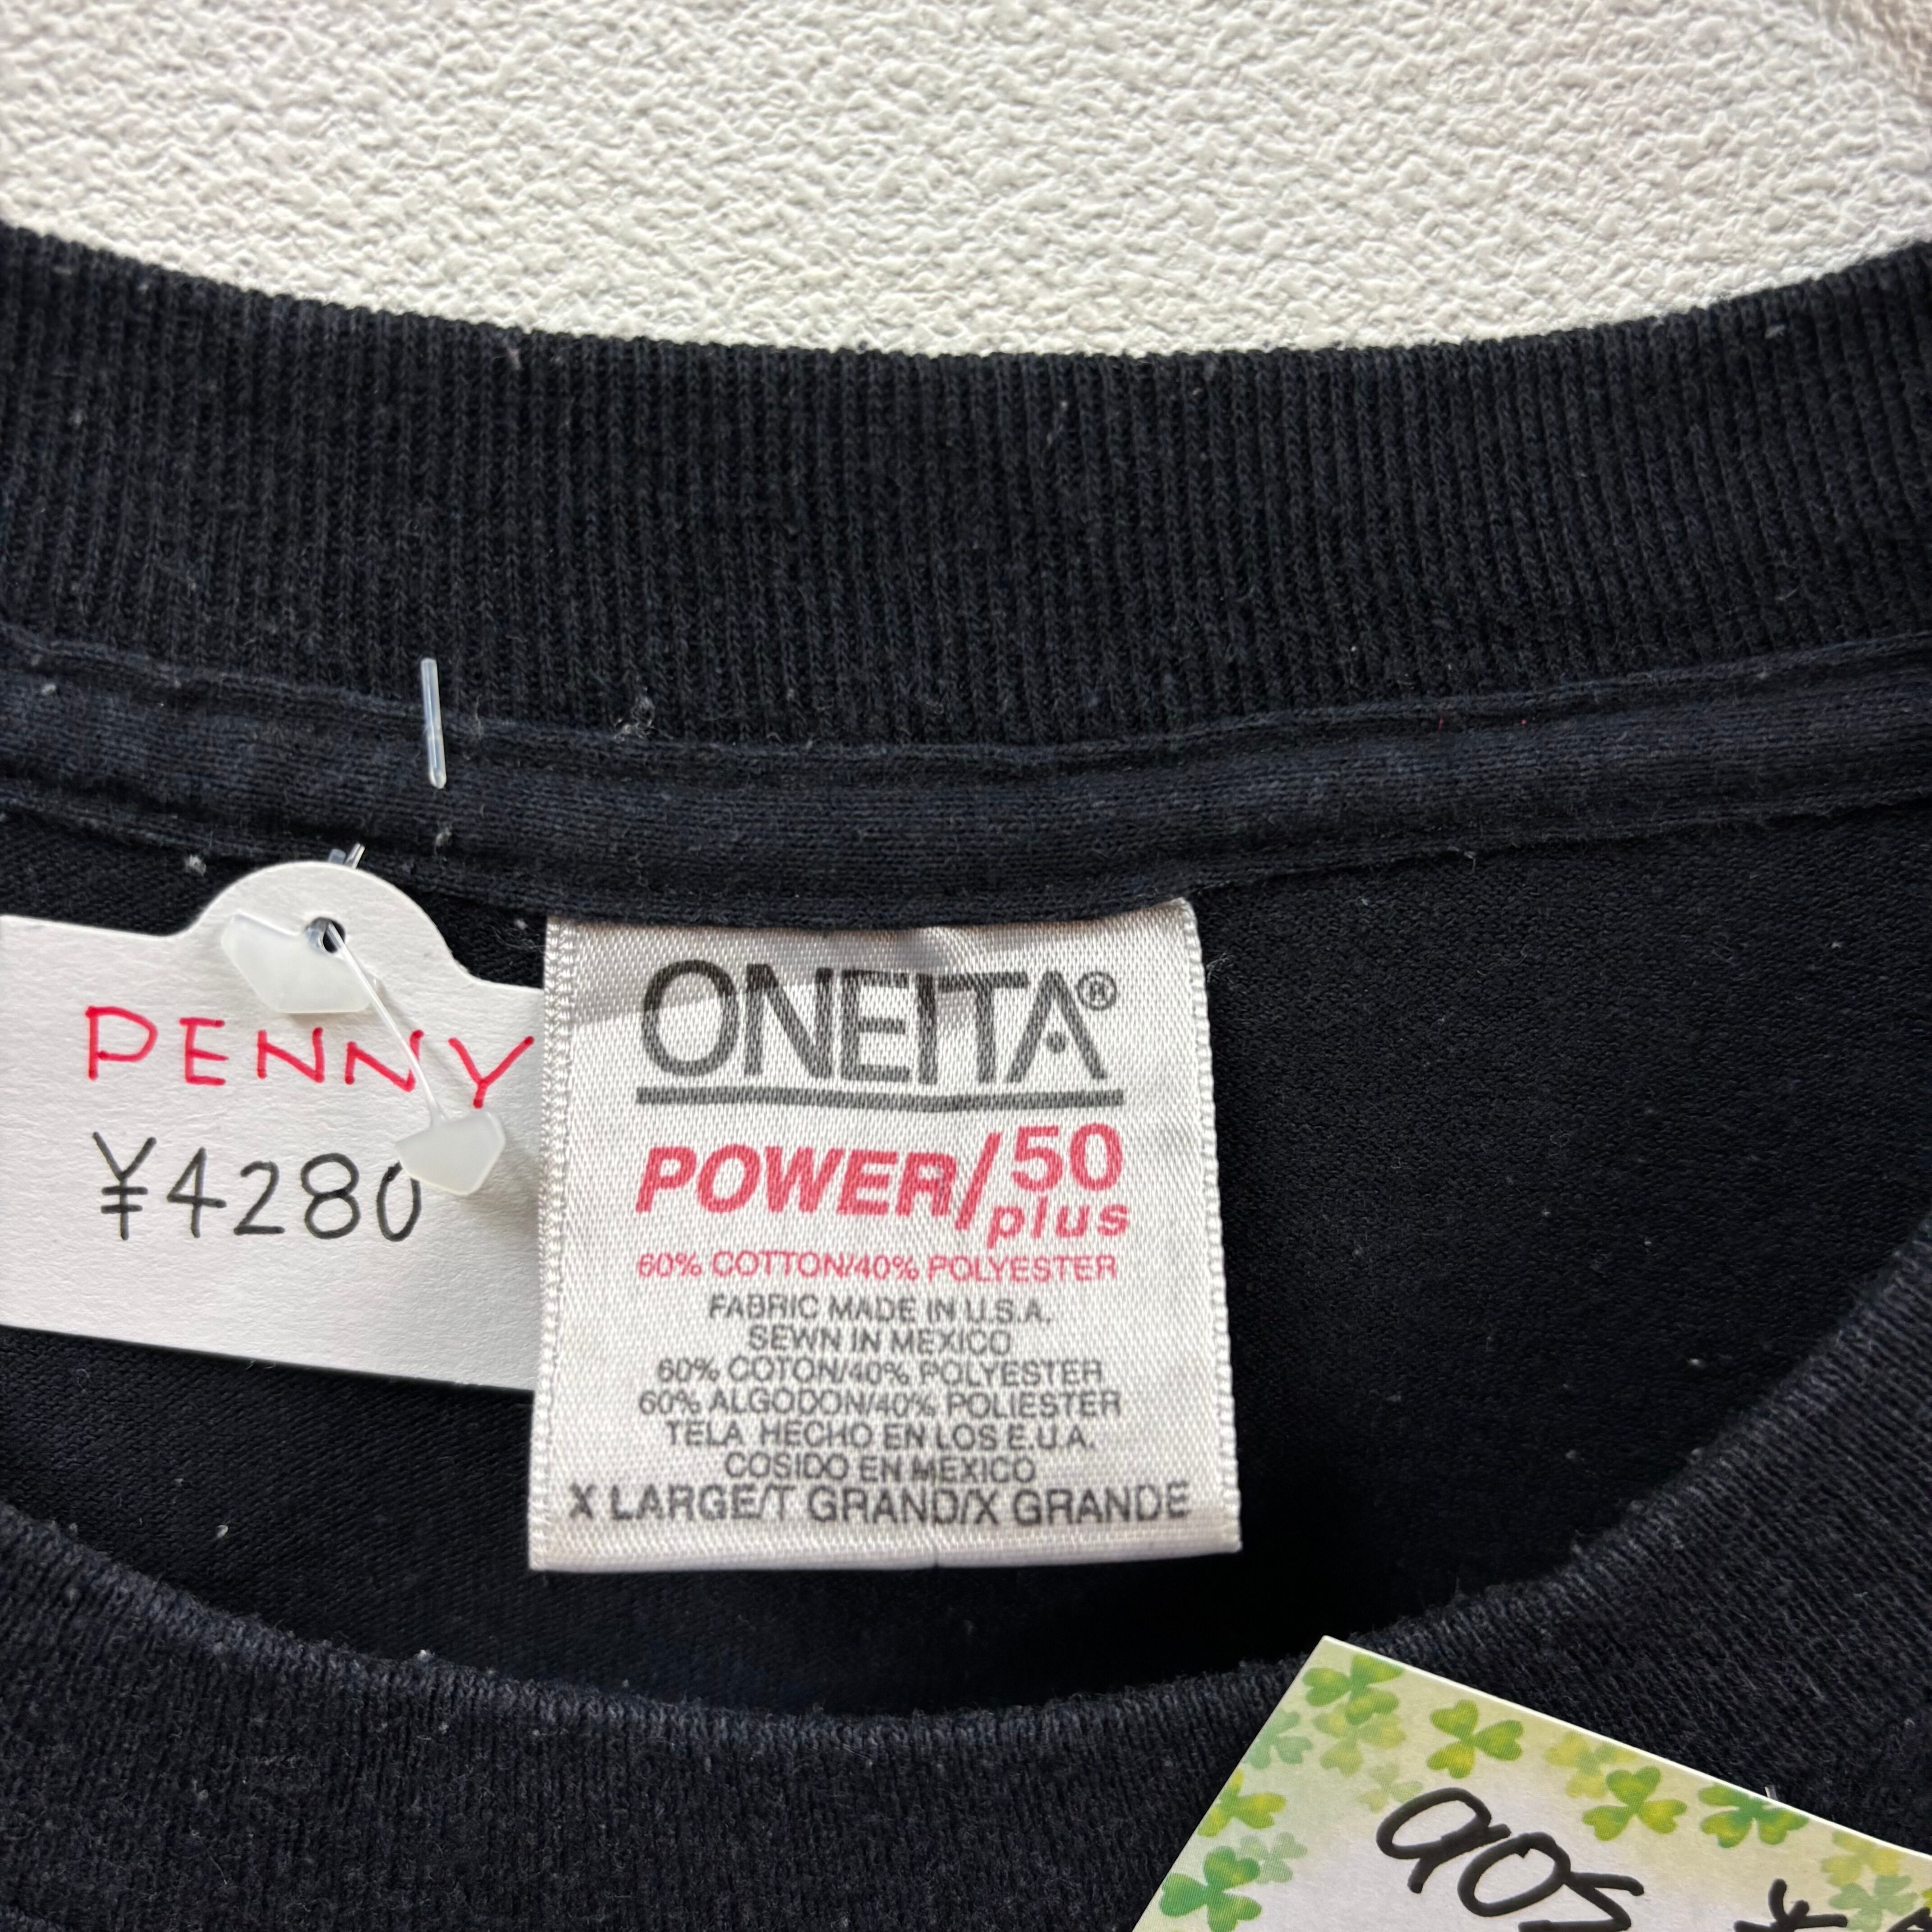 PENNY
¥4280
ONEITA®
POWER/50
plus
60% COTTON/40% POLYESTER
FABRIC MADE IN U.S.A.
SEWN IN MEXICO
60% COTON/40% POLYESTER
60% ALGODON/40% POLIESTER
TELA HECHO EN LOS E.U.A.
COSIDO EN MEXICO
X LARGE/T GRAND/X GRANDE
90s